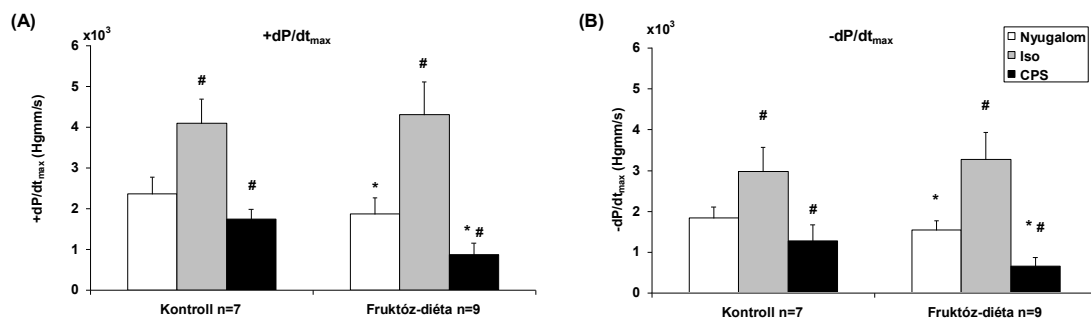 (A)
+dP/dtmax
x10³
6
5
4
3
2
1
0
+dP/dtmax (Hgmm/s)
#
#
*
#
* #
Kontroll n=7
Fruktóz-diéta n=9
(B)
-dP/dtmax
x10³
6
5
4
3
2
1
0
-dP/dtmax (Hgmm/s)
#
#
*
#
* #
Kontroll n=7
Fruktóz-diéta n=9
Nyugalom
Iso
CPS